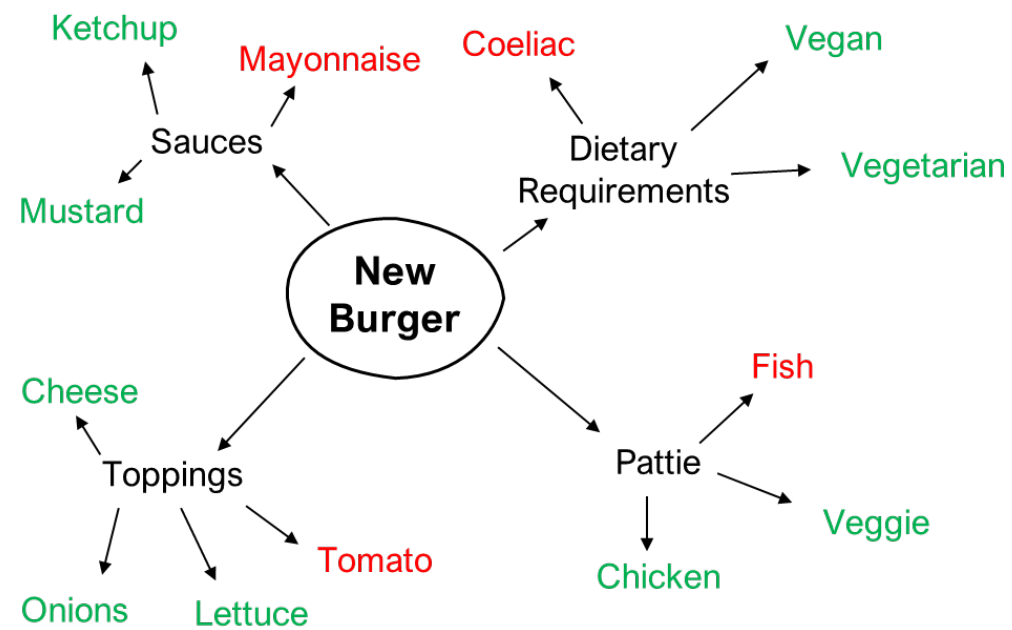 Ketchup
Mayonnaise
Sauces
Mustard
Coeliac
Vegan
Dietary
Requirements
Vegetarian
New
Burger
Cheese
Toppings
Onions
Lettuce
Tomato
Fish
Pattie
Veggie
Chicken